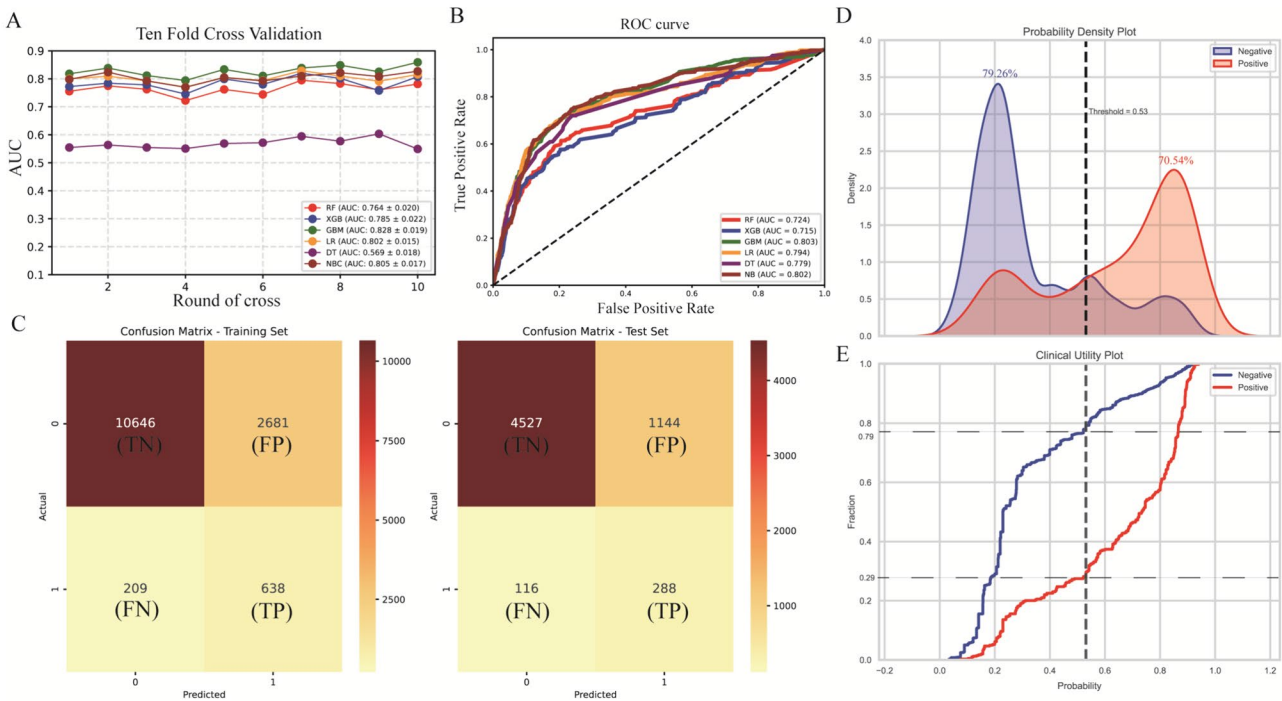 A
Ten Fold Cross Validation
0.9
0.8
0.7
0.6
0.5
0.4
0.3
0.2
0.1
AUC
2
4
6
8
10
Round of cross
RF (AUC: 0.764 ± 0.020)
XGB (AUC: 0.785 ± 0.022)
GBM (AUC: 0.828 ± 0.019)
LR (AUC: 0.802 ± 0.015)
DT (AUC: 0.569 ± 0.018)
NBC (AUC: 0.805 ± 0.017)
B
ROC curve
1.0
0.8
0.6
0.4
0.2
0.0
True Positive Rate
0.0
0.2
0.4
0.6
0.8
1.0
False Positive Rate
RF (AUC = 0.724)
XGB (AUC = 0.715)
GBM (AUC = 0.803)
LR (AUC = 0.794)
DT (AUC = 0.779)
NB (AUC = 0.802)
C
Confusion Matrix - Training Set
10646
(TN)
2681
(FP)
209
(FN)
638
(TP)
0
1
Actual
0
1
Predicted
10000
7500
5000
2500
Confusion Matrix - Test Set
4527
(TN)
1144
(FP)
116
(FN)
288
(TP)
0
1
Actual
0
1
Predicted
4000
3000
2000
1000
D
Probability Density Plot
4.0
3.5
3.0
2.5
2.0
1.5
1.0
0.5
0.0
Density
79.26%
Threshold = 0.53
70.54%
Negative
Positive
E
Clinical Utility Plot
1.0
0.8
0.79
0.6
0.4
0.29
0.2
0.0
Fraction
Negative
Positive
−0.2
0.0
0.2
0.4
0.6
0.8
1.0
1.2
Probability